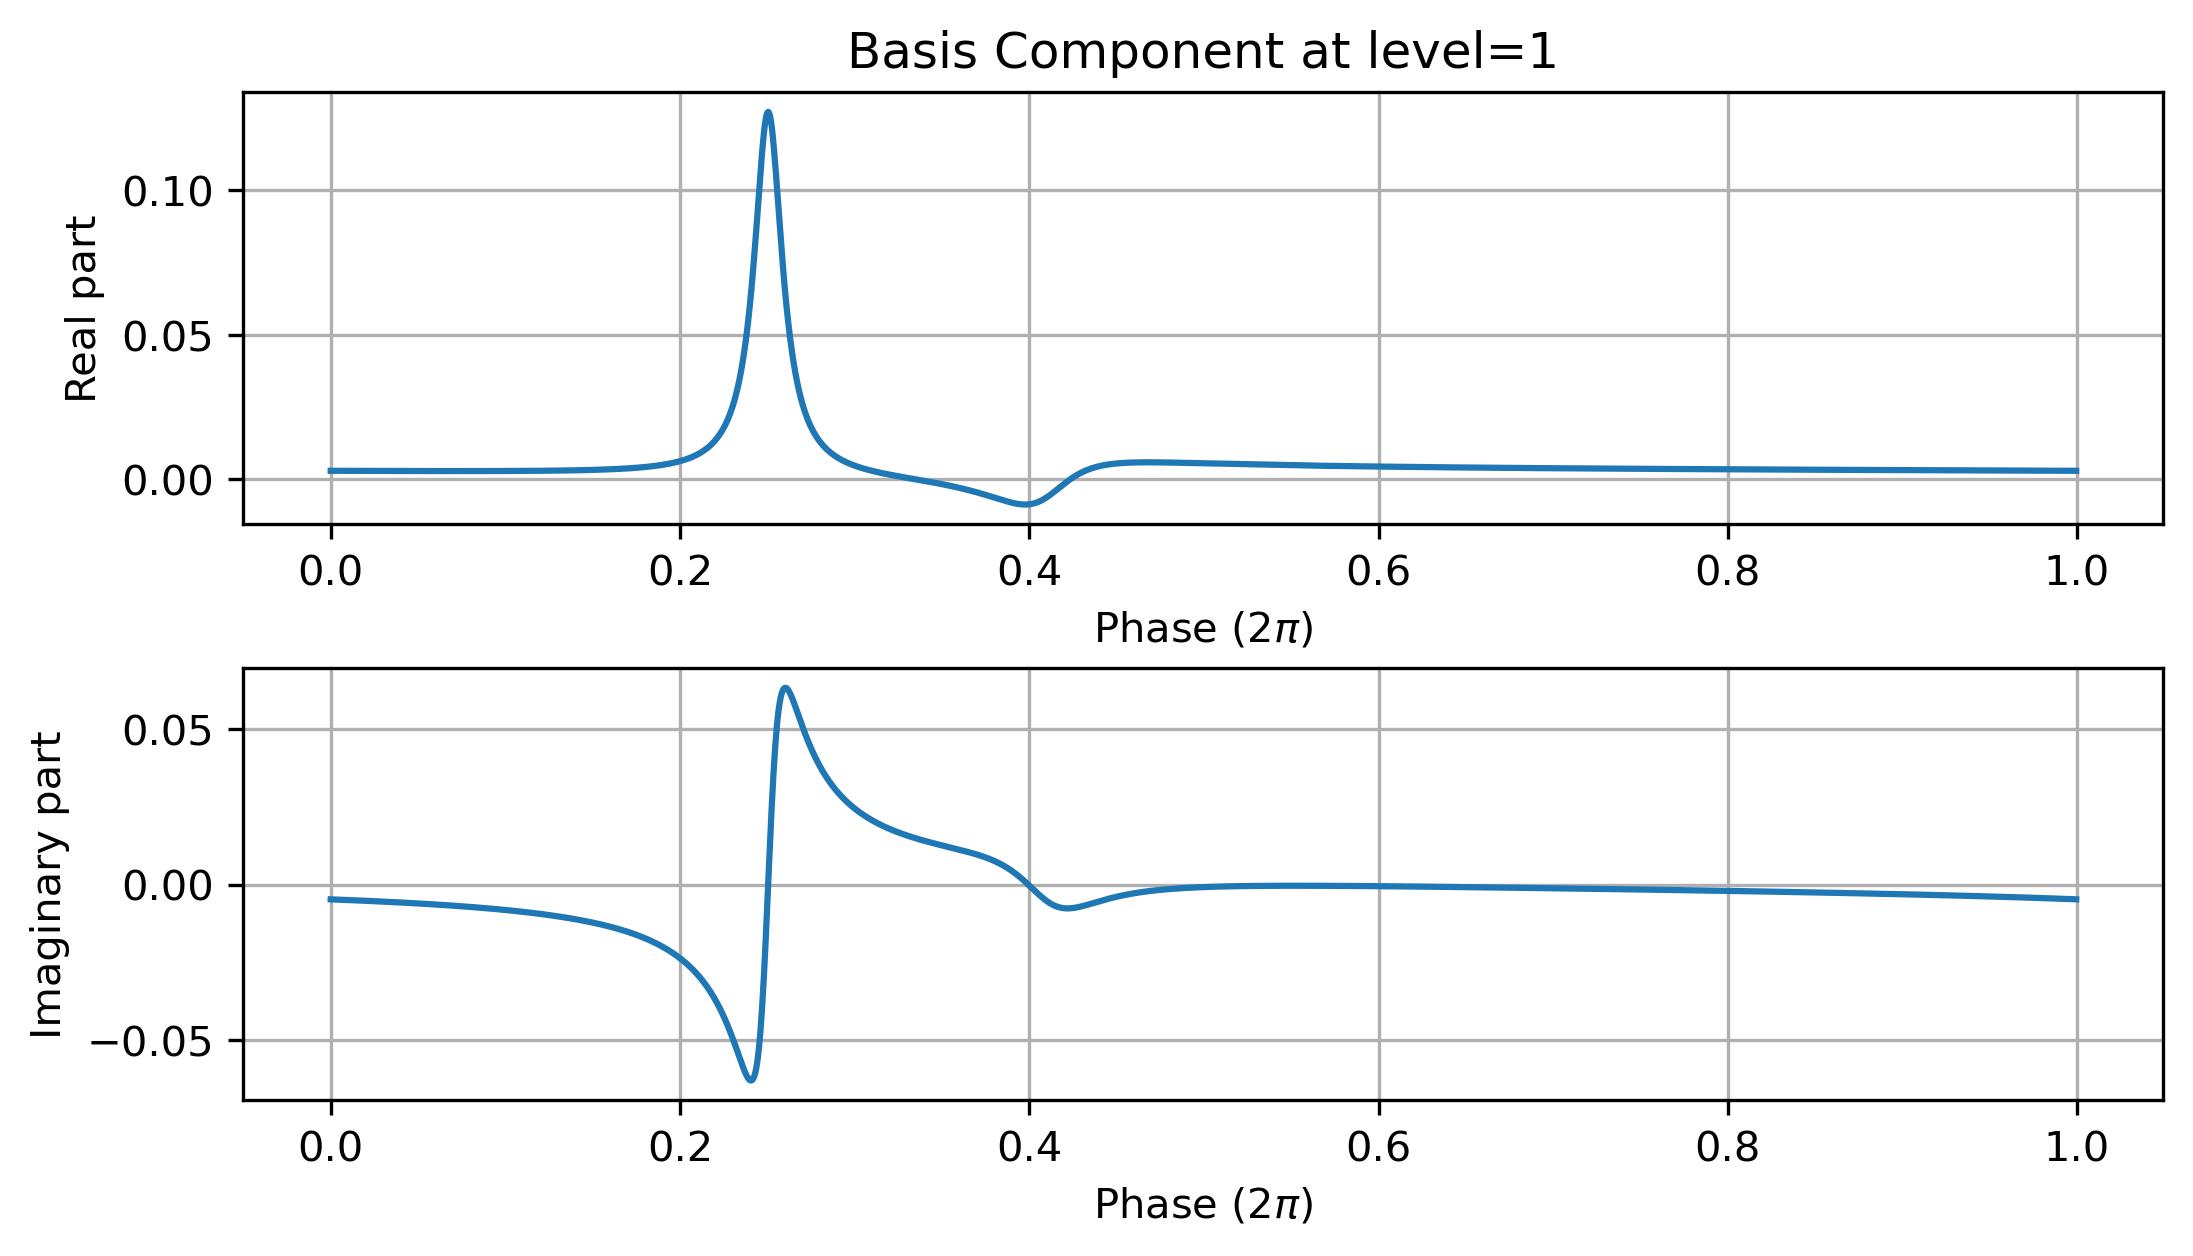 Basis Component at level=1
Real part
0.10
0.05
0.00
0.0 0.2 0.4 0.6 0.8 1.0
Phase (2π)
Imaginary part
0.05
0.00
−0.05
0.0 0.2 0.4 0.6 0.8 1.0
Phase (2π)